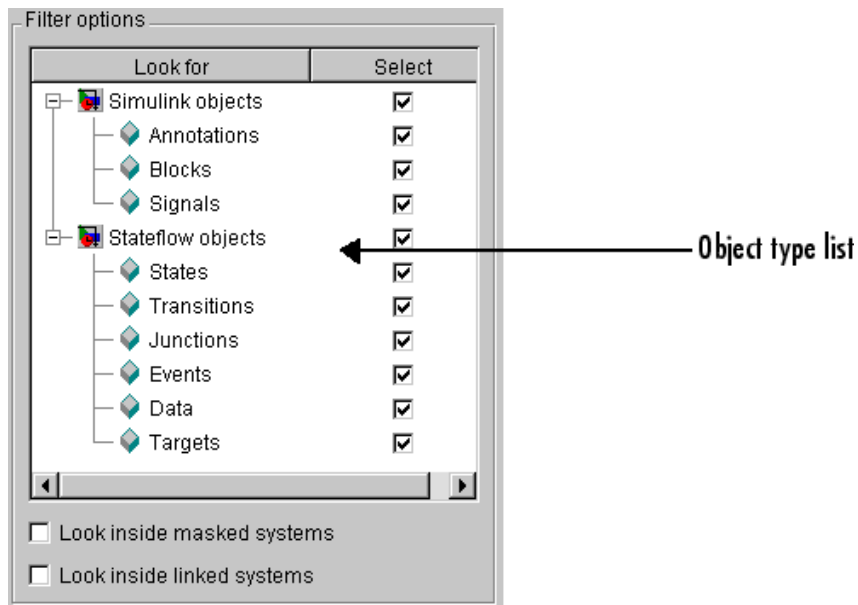 Filter options
Look for Select
Simulink objects
Annotations
Blocks
Signals
Stateflow objects
Object type list
States
Transitions
Junctions
Events
Data
Targets
Look inside masked systems
Look inside linked systems